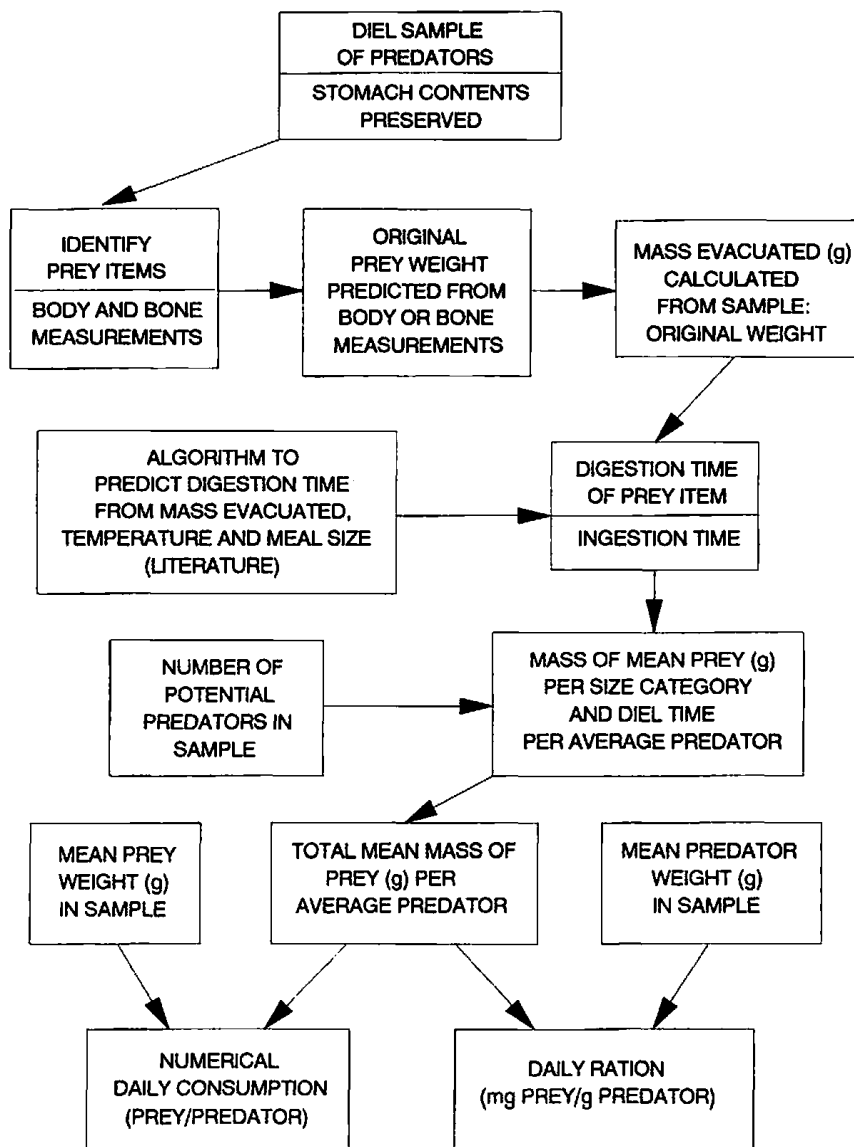 DIEL SAMPLE
OF PREDATORS
STOMACH CONTENTS
PRESERVED
IDENTIFY
PREY ITEMS
BODY AND BONE
MEASUREMENTS
ORIGINAL
PREY WEIGHT
PREDICTED FROM
BODY OR BONE
MEASUREMENTS
MASS EVACUATED (g)
CALCULATED
FROM SAMPLE:
ORIGINAL WEIGHT
ALGORITHM TO
PREDICT DIGESTION TIME
FROM MASS EVACUATED,
TEMPERATURE AND MEAL SIZE
(LITERATURE)
DIGESTION TIME
OF PREY ITEM
INGESTION TIME
NUMBER OF
POTENTIAL
PREDATORS IN
SAMPLE
MASS OF MEAN PREY (g)
PER SIZE CATEGORY
AND DIEL TIME
PER AVERAGE PREDATOR
MEAN PREY
WEIGHT (g)
IN SAMPLE
TOTAL MEAN MASS OF
PREY (g) PER
AVERAGE PREDATOR
MEAN PREDATOR
WEIGHT (g)
IN SAMPLE
NUMERICAL
DAILY CONSUMPTION
(PREY/PREDATOR)
DAILY RATION
(mg PREY/g PREDATOR)